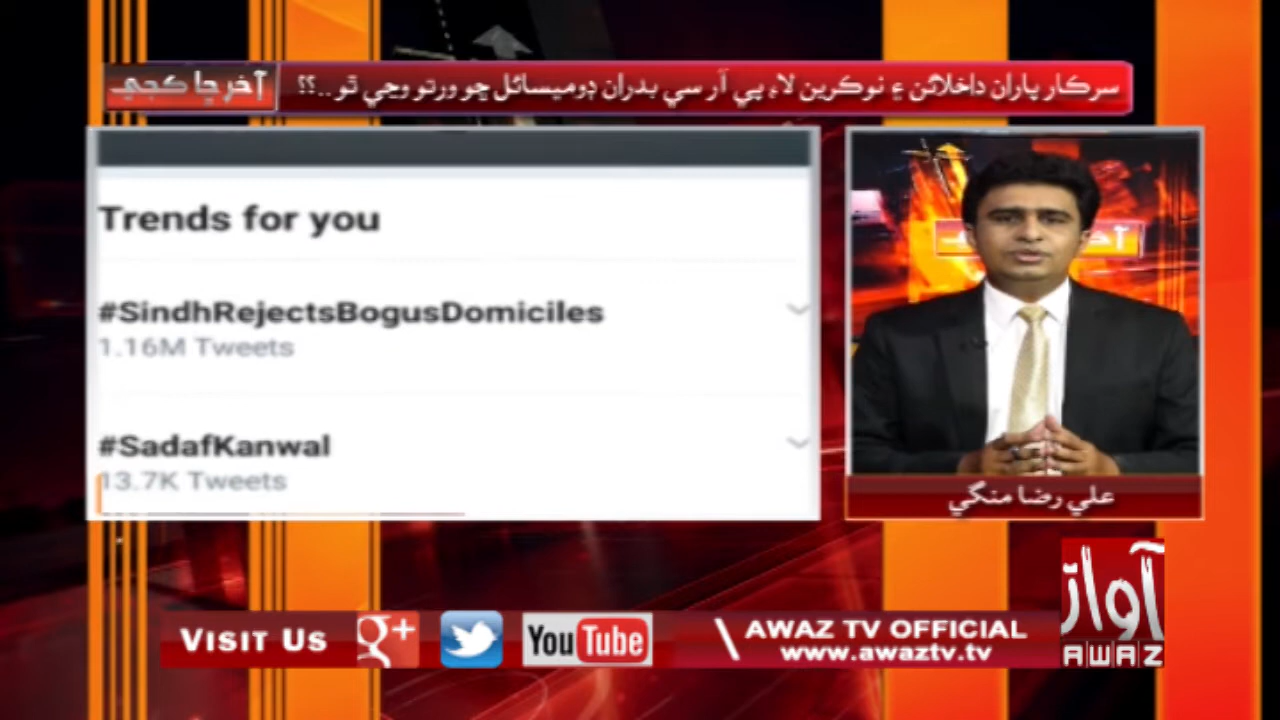 سرڪار پاران داخلائن ۽ نوڪرين لاءِ پي آر سي بدران ڊوميسائل ڇو ورتو وڃي ٿو ..؟؟
آخر ڇا ڪجي
Trends for you
#SindhRejectsBogusDomiciles
1.16M Tweets
#SadafKanwal
13.7K Tweets
علي رضا منگي
آواز
AWAZ
VISIT US
g+
YouTube
\ AWAZ TV OFFICIAL
www.awaztv.tv